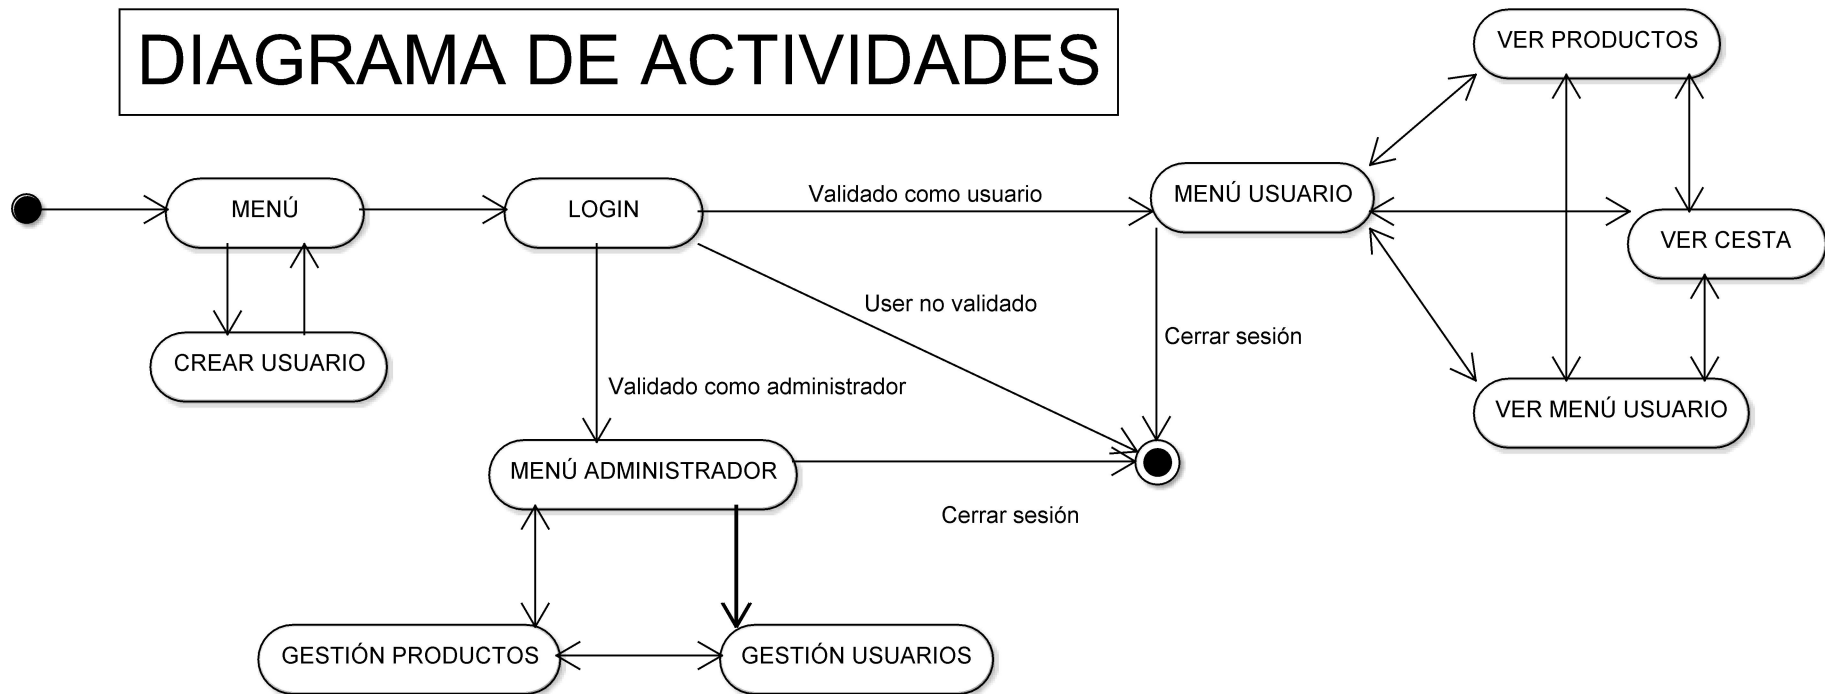 DIAGRAMA DE ACTIVIDADES
VER PRODUCTOS
MENÚ
LOGIN
Validado como usuario
MENÚ USUARIO
VER CESTA
User no validado
Cerrar sesión
CREAR USUARIO
Validado como administrador
VER MENÚ USUARIO
MENÚ ADMINISTRADOR
Cerrar sesión
GESTIÓN PRODUCTOS
GESTIÓN USUARIOS